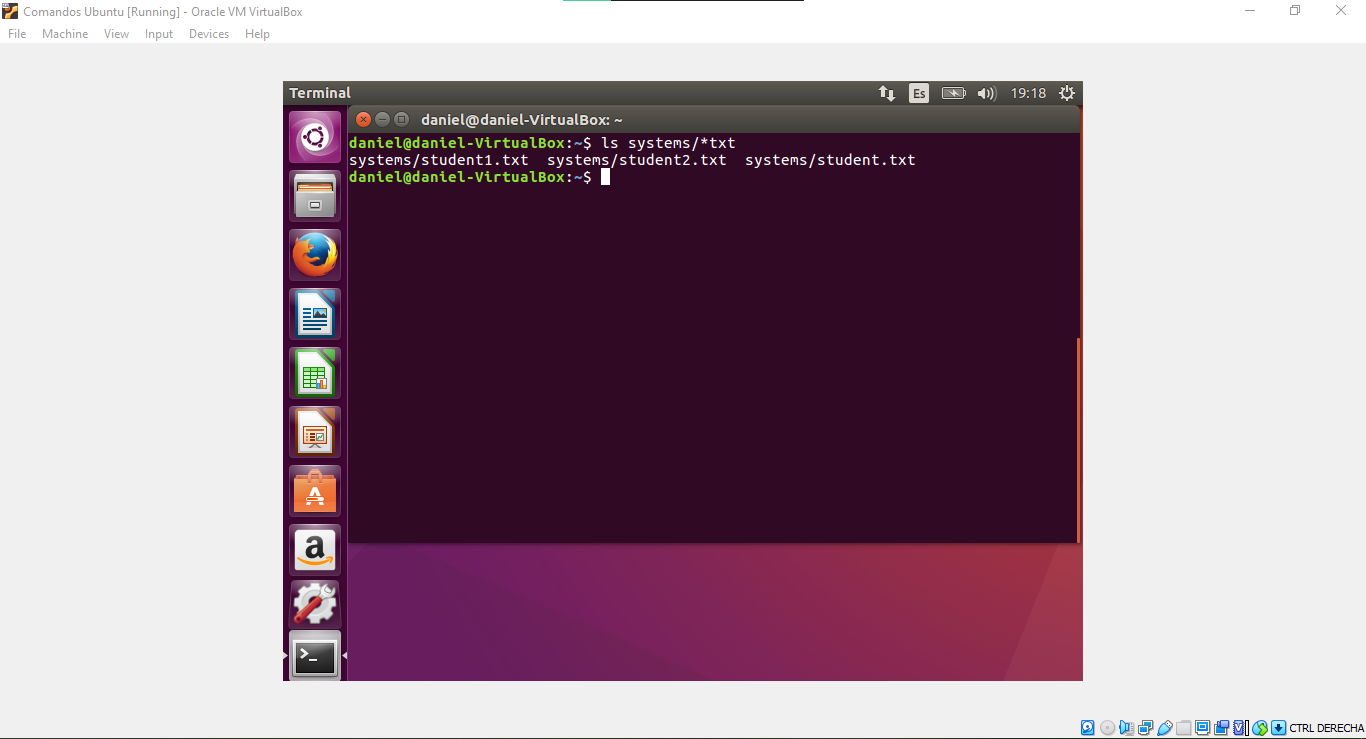 Comandos Ubuntu [Running] - Oracle VM VirtualBox
File Machine View Input Devices Help
Terminal Es 19:18
daniel@daniel-VirtualBox: ~
daniel@daniel-VirtualBox:~$ ls systems/*txt
systems/student1.txt systems/student2.txt systems/student.txt
daniel@daniel-VirtualBox:~$
CTRL DERECHA